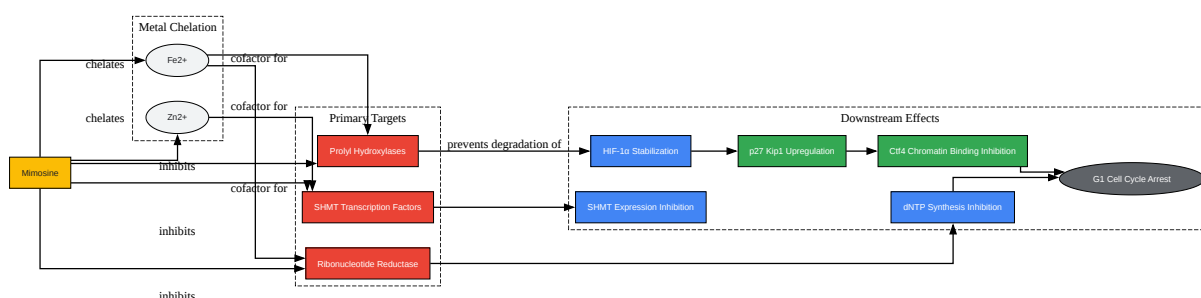 Metal Chelation
Fe2+
cofactor for
chelates
Zn2+
cofactor for
chelates
Primary Targets
Downstream Effects
Prolyl Hydroxylases
prevents degradation of
HIF-1α Stabilization
p27 Kip1 Upregulation
Ctf4 Chromatin Binding Inhibition
Mimosine
inhibits
G1 Cell Cycle Arrest
cofactor for
SHMT Transcription Factors
SHMT Expression Inhibition
dNTP Synthesis Inhibition
inhibits
Ribonucleotide Reductase
inhibits